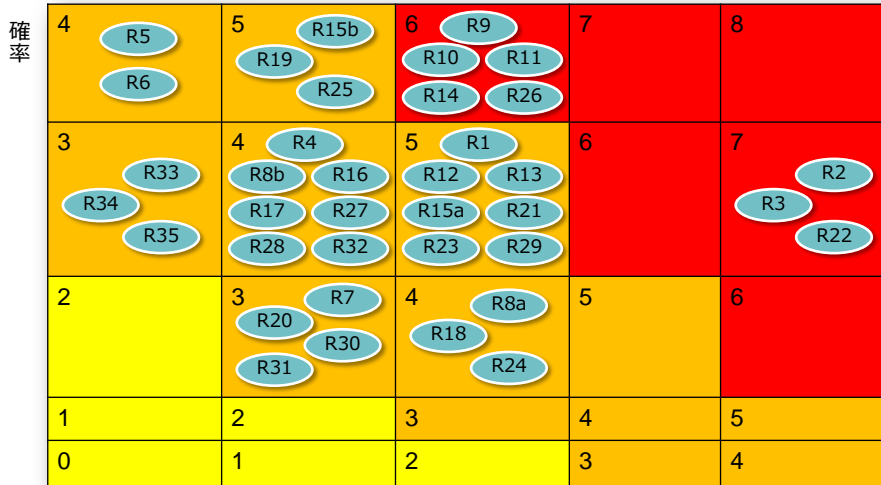 確率
4 5 6 7 8
R5 R15b R9
R19 R10 R11
R6 R25 R14 R26
3 4 5 6 7
R4 R1
R33 R8b R16 R12 R13 R2
R34 R17 R27 R15a R21 R3
R35 R28 R32 R23 R29 R22
2 3 4 5 6
R7 R8a
R20 R18
R30
R31 R24
1 2 3 4 5
0 1 2 3 4